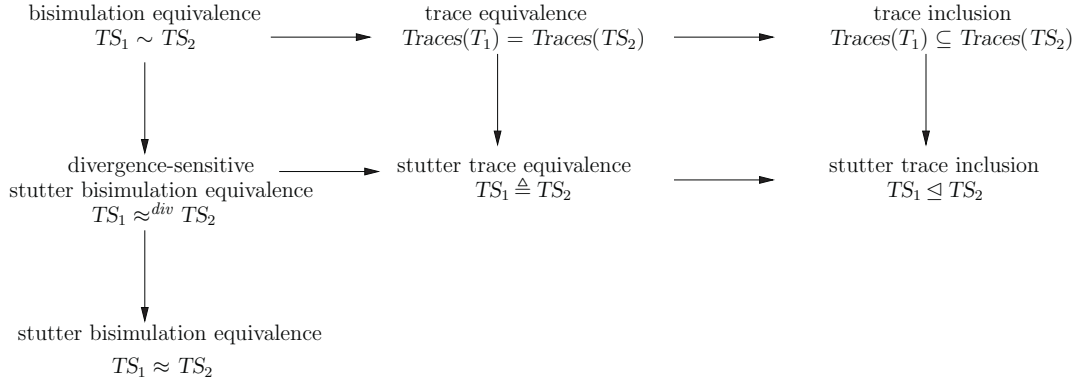 bisimulation equivalence
TS₁ ∼ TS₂
trace equivalence
Traces(T₁) = Traces(TS₂)
trace inclusion
Traces(T₁) ⊆ Traces(TS₂)
divergence-sensitive
stutter bisimulation equivalence
TS₁ ≈ᵈⁱᵛ TS₂
stutter trace equivalence
TS₁ ≜ TS₂
stutter trace inclusion
TS₁ ⊴ TS₂
stutter bisimulation equivalence
TS₁ ≈ TS₂